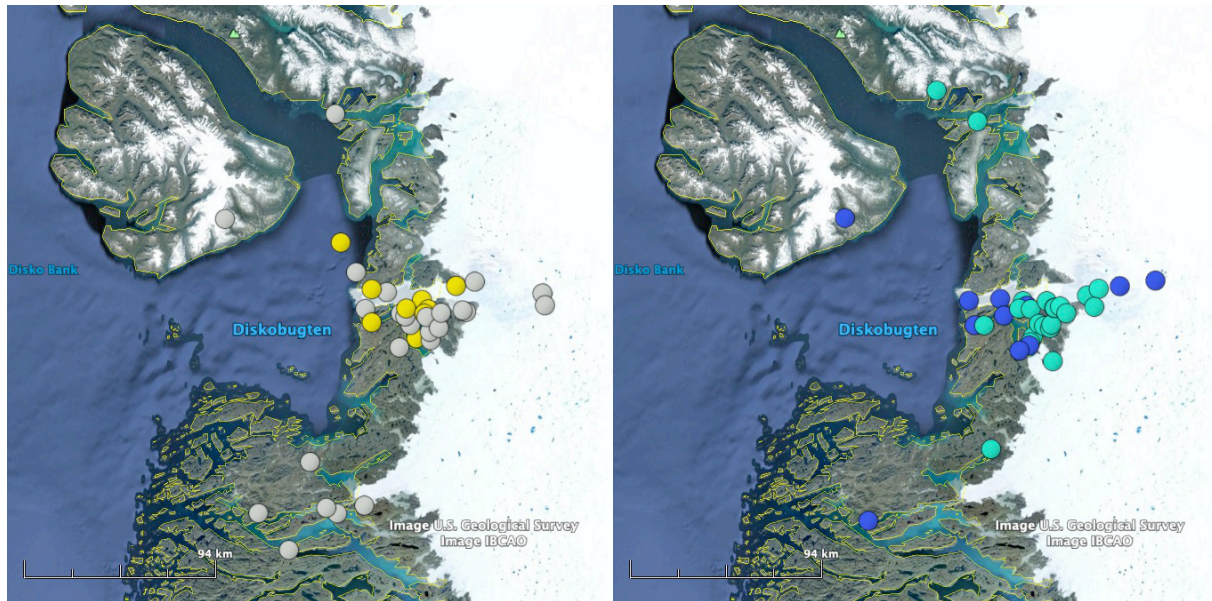 Disko Bank
Diskobugten
Image U.S. Geological Survey
Image IBCAO
94 km
Disko Bank
Diskobugten
Image U.S. Geological Survey
Image IBCAO
94 km